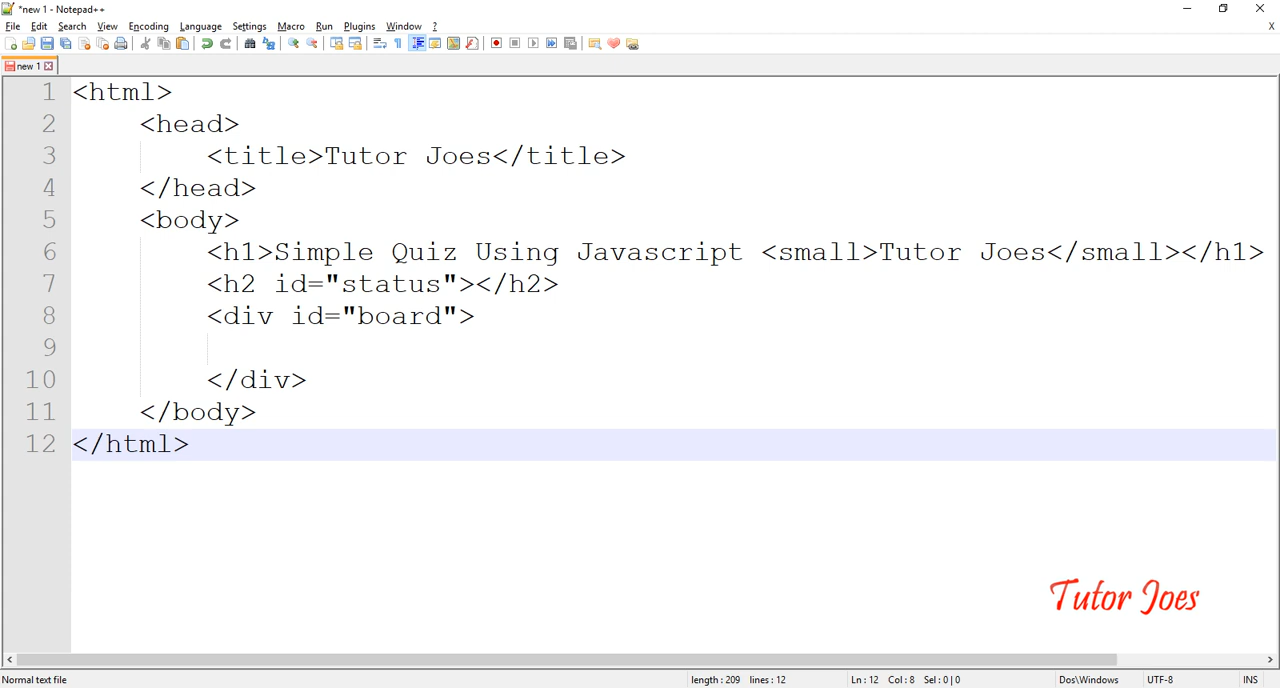 *new 1 - Notepad++
File Edit Search View Encoding Language Settings Macro Run Plugins Window ? X
new 1
1 <html>
2 <head>
3 <title>Tutor Joes</title>
4 </head>
5 <body>
6 <h1>Simple Quiz Using Javascript <small>Tutor Joes</small></h1>
7 <h2 id="status"></h2>
8 <div id="board">
9
10 </div>
11 </body>
12 </html>
Tutor Joes
Normal text file length : 209 lines : 12 Ln : 12 Col : 8 Sel : 0 | 0 Dos\Windows UTF-8 INS